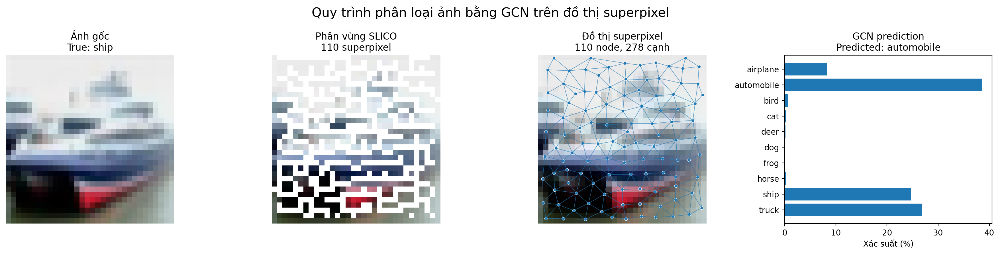 Quy trình phân loại ảnh bằng GCN trên đồ thị superpixel
Ảnh gốc
True: ship
Phân vùng SLICO
110 superpixel
Đồ thị superpixel
110 node, 278 cạnh
GCN prediction
Predicted: automobile
airplane
automobile
bird
cat
deer
dog
frog
horse
ship
truck
0 10 20 30 40
Xác suất (%)